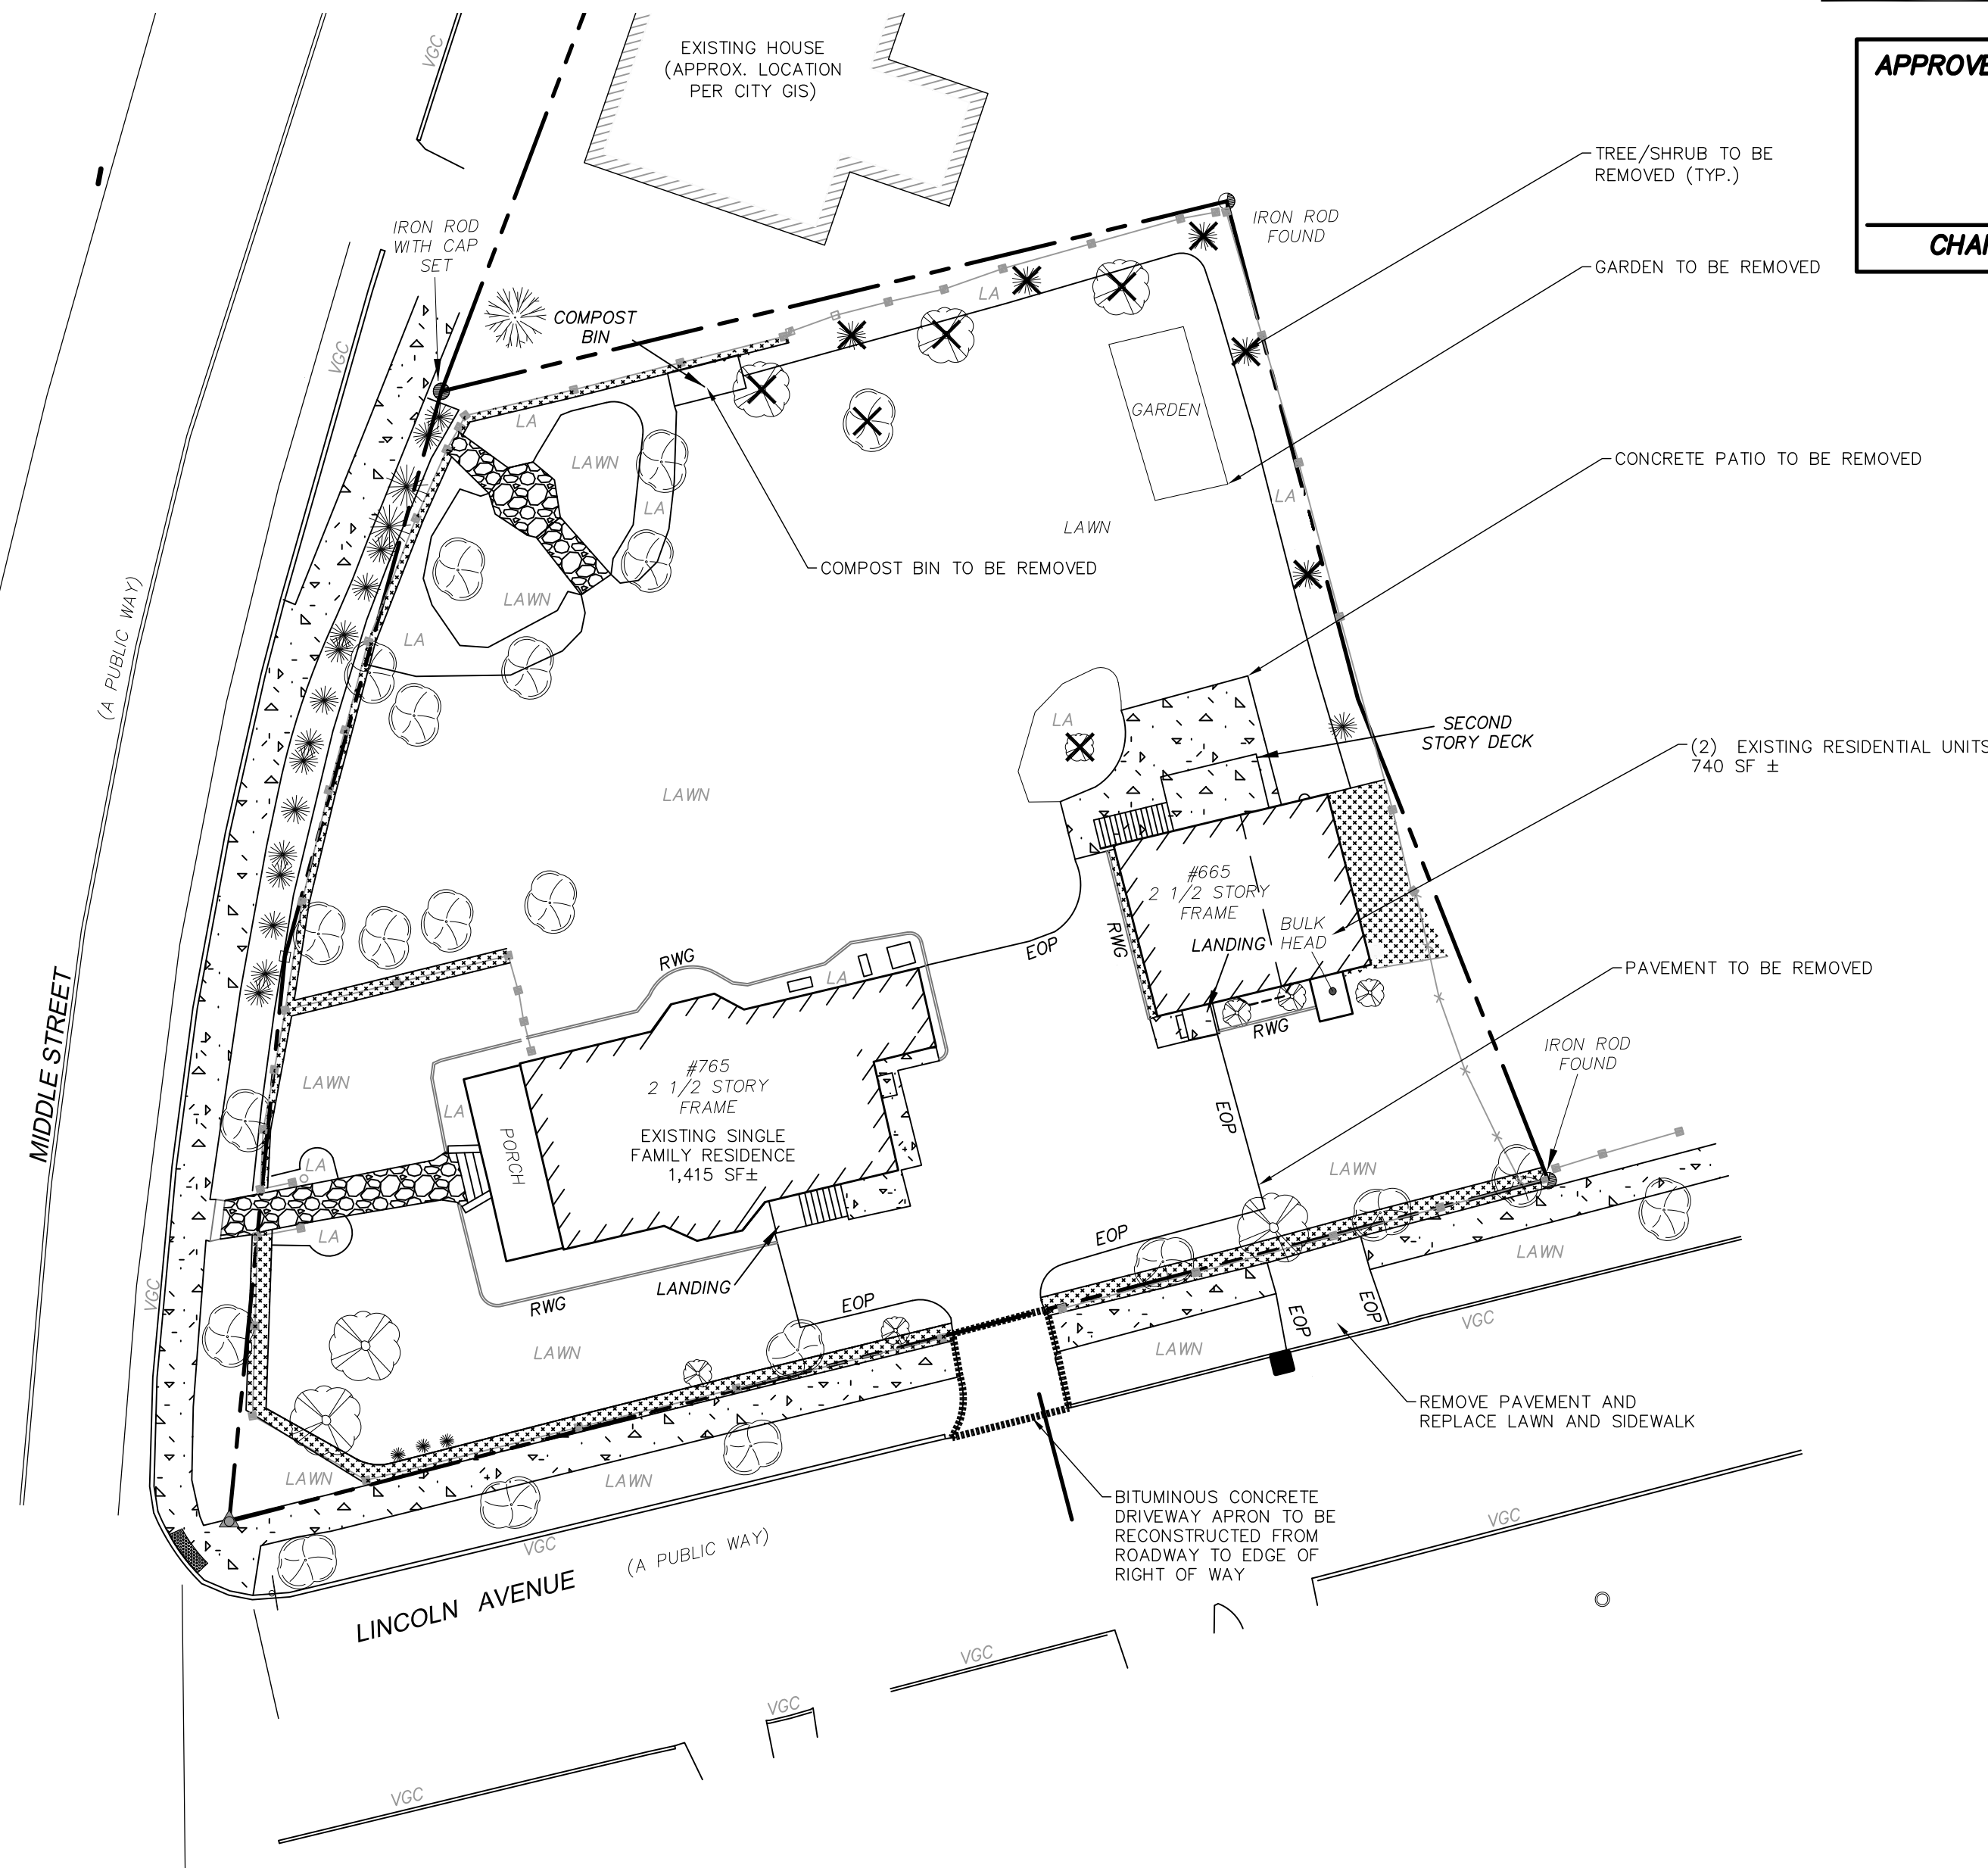 VGC
EXISTING HOUSE
(APPROX. LOCATION
PER CITY GIS)
APPROVE
CHAI
TREE/SHRUB TO BE
REMOVED (TYP.)
IRON ROD
WITH CAP
SET
IRON ROD
FOUND
GARDEN TO BE REMOVED
COMPOST
BIN
LA
VGC
LA
GARDEN
LAWN
CONCRETE PATIO TO BE REMOVED
LA
LA
LAWN
COMPOST BIN TO BE REMOVED
LAWN
LA
(A PUBLIC WAY)
LA
SECOND
STORY DECK
(2) EXISTING RESIDENTIAL UNITS
740 SF ±
LAWN
#665
2 1/2 STORY
FRAME
BULK
HEAD
LANDING
RWG
EOP
RWG
LA
PAVEMENT TO BE REMOVED
MIDDLE STREET
RWG
IRON ROD
FOUND
LAWN
#765
2 1/2 STORY
FRAME
EXISTING SINGLE
FAMILY RESIDENCE
1,415 SF±
LA
PORCH
EOP
LA
LAWN
LA
EOP
LAWN
VGC
LANDING
RWG
EOP
EOP
EOP
VGC
LAWN
LAWN
REMOVE PAVEMENT AND
REPLACE LAWN AND SIDEWALK
LAWN
LAWN
BITUMINOUS CONCRETE
DRIVEWAY APRON TO BE
RECONSTRUCTED FROM
ROADWAY TO EDGE OF
RIGHT OF WAY
VGC
VGC
(A PUBLIC WAY)
LINCOLN AVENUE
VGC
VGC
VGC